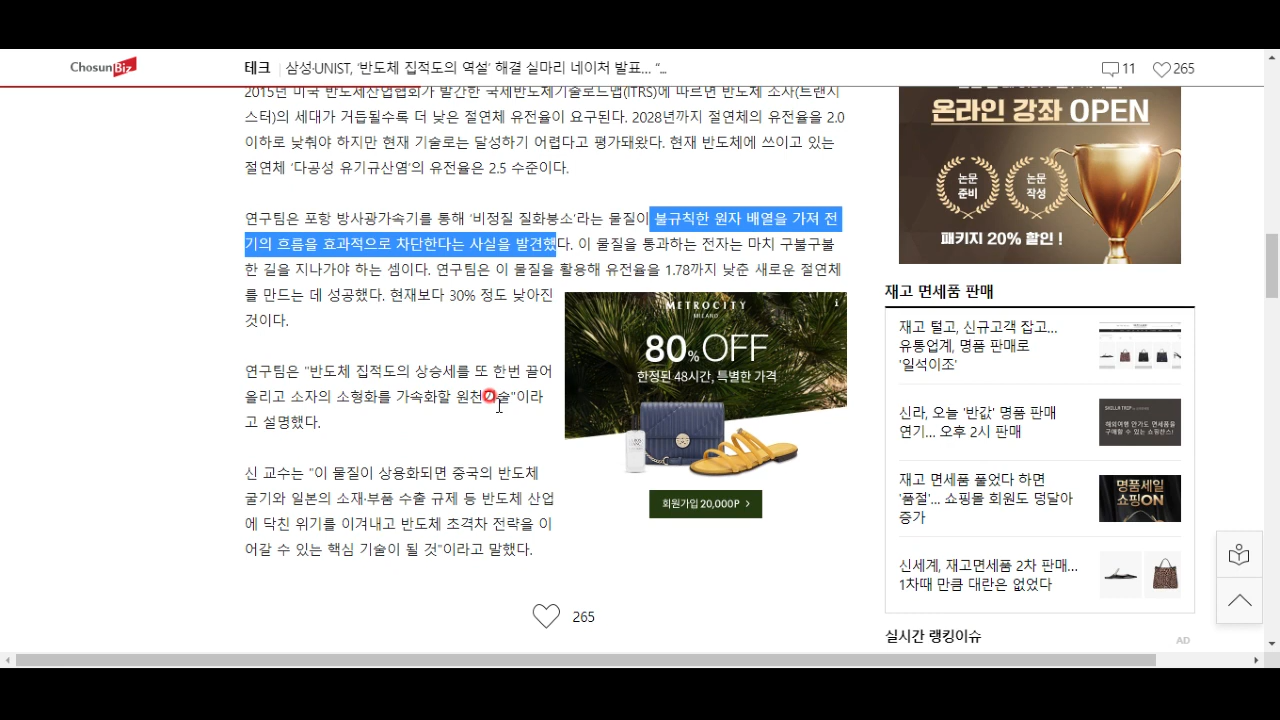 ChosunBiz
테크 | 삼성·UNIST, '반도체 집적도의 역설' 해결 실마리 네이처 발표... "...
11
265
2015년 미국 반도체산업협회가 발간한 국제반도체기술로드맵(ITRS)에 따르면 반도체 소자(트랜지
스터)의 세대가 거듭될수록 더 낮은 절연체 유전율이 요구된다. 2028년까지 절연체의 유전율을 2.0
이하로 낮춰야 하지만 현재 기술로는 달성하기 어렵다고 평가돼왔다. 현재 반도체에 쓰이고 있는
절연체 '다공성 유기규산염'의 유전율은 2.5 수준이다.
연구팀은 포항 방사광가속기를 통해 '비정질 질화붕소'라는 물질이 불규칙한 원자 배열을 가져 전
기의 흐름을 효과적으로 차단한다는 사실을 발견했다. 이 물질을 통과하는 전자는 마치 구불구불
한 길을 지나가야 하는 셈이다. 연구팀은 이 물질을 활용해 유전율을 1.78까지 낮춘 새로운 절연체
를 만드는 데 성공했다. 현재보다 30% 정도 낮아진
것이다.
연구팀은 "반도체 집적도의 상승세를 또 한번 끌어
올리고 소자의 소형화를 가속화할 원천기술"이라
고 설명했다.
신 교수는 "이 물질이 상용화되면 중국의 반도체
굴기와 일본의 소재·부품 수출 규제 등 반도체 산업
에 닥친 위기를 이겨내고 반도체 초격차 전략을 이
어갈 수 있는 핵심 기술이 될 것"이라고 말했다.
265
METROCITY
MILANO
80% OFF
한정된 48시간, 특별한 가격
회원가입 20,000P >
온라인 강좌 OPEN
논문
준비
논문
작성
패키지 20% 할인 !
재고 면세품 판매
재고 털고, 신규고객 잡고...
유통업계, 명품 판매로
'일석이조'
신라, 오늘 '반값' 명품 판매
연기... 오후 2시 판매
해외여행 안가도 면세품을
구매할 수 있는 쇼핑찬스!
재고 면세품 풀었다 하면
'품절'... 쇼핑몰 회원도 덩달아
증가
명품세일
쇼핑ON
신세계, 재고면세품 2차 판매...
1차때 만큼 대란은 없었다
실시간 랭킹이슈
AD